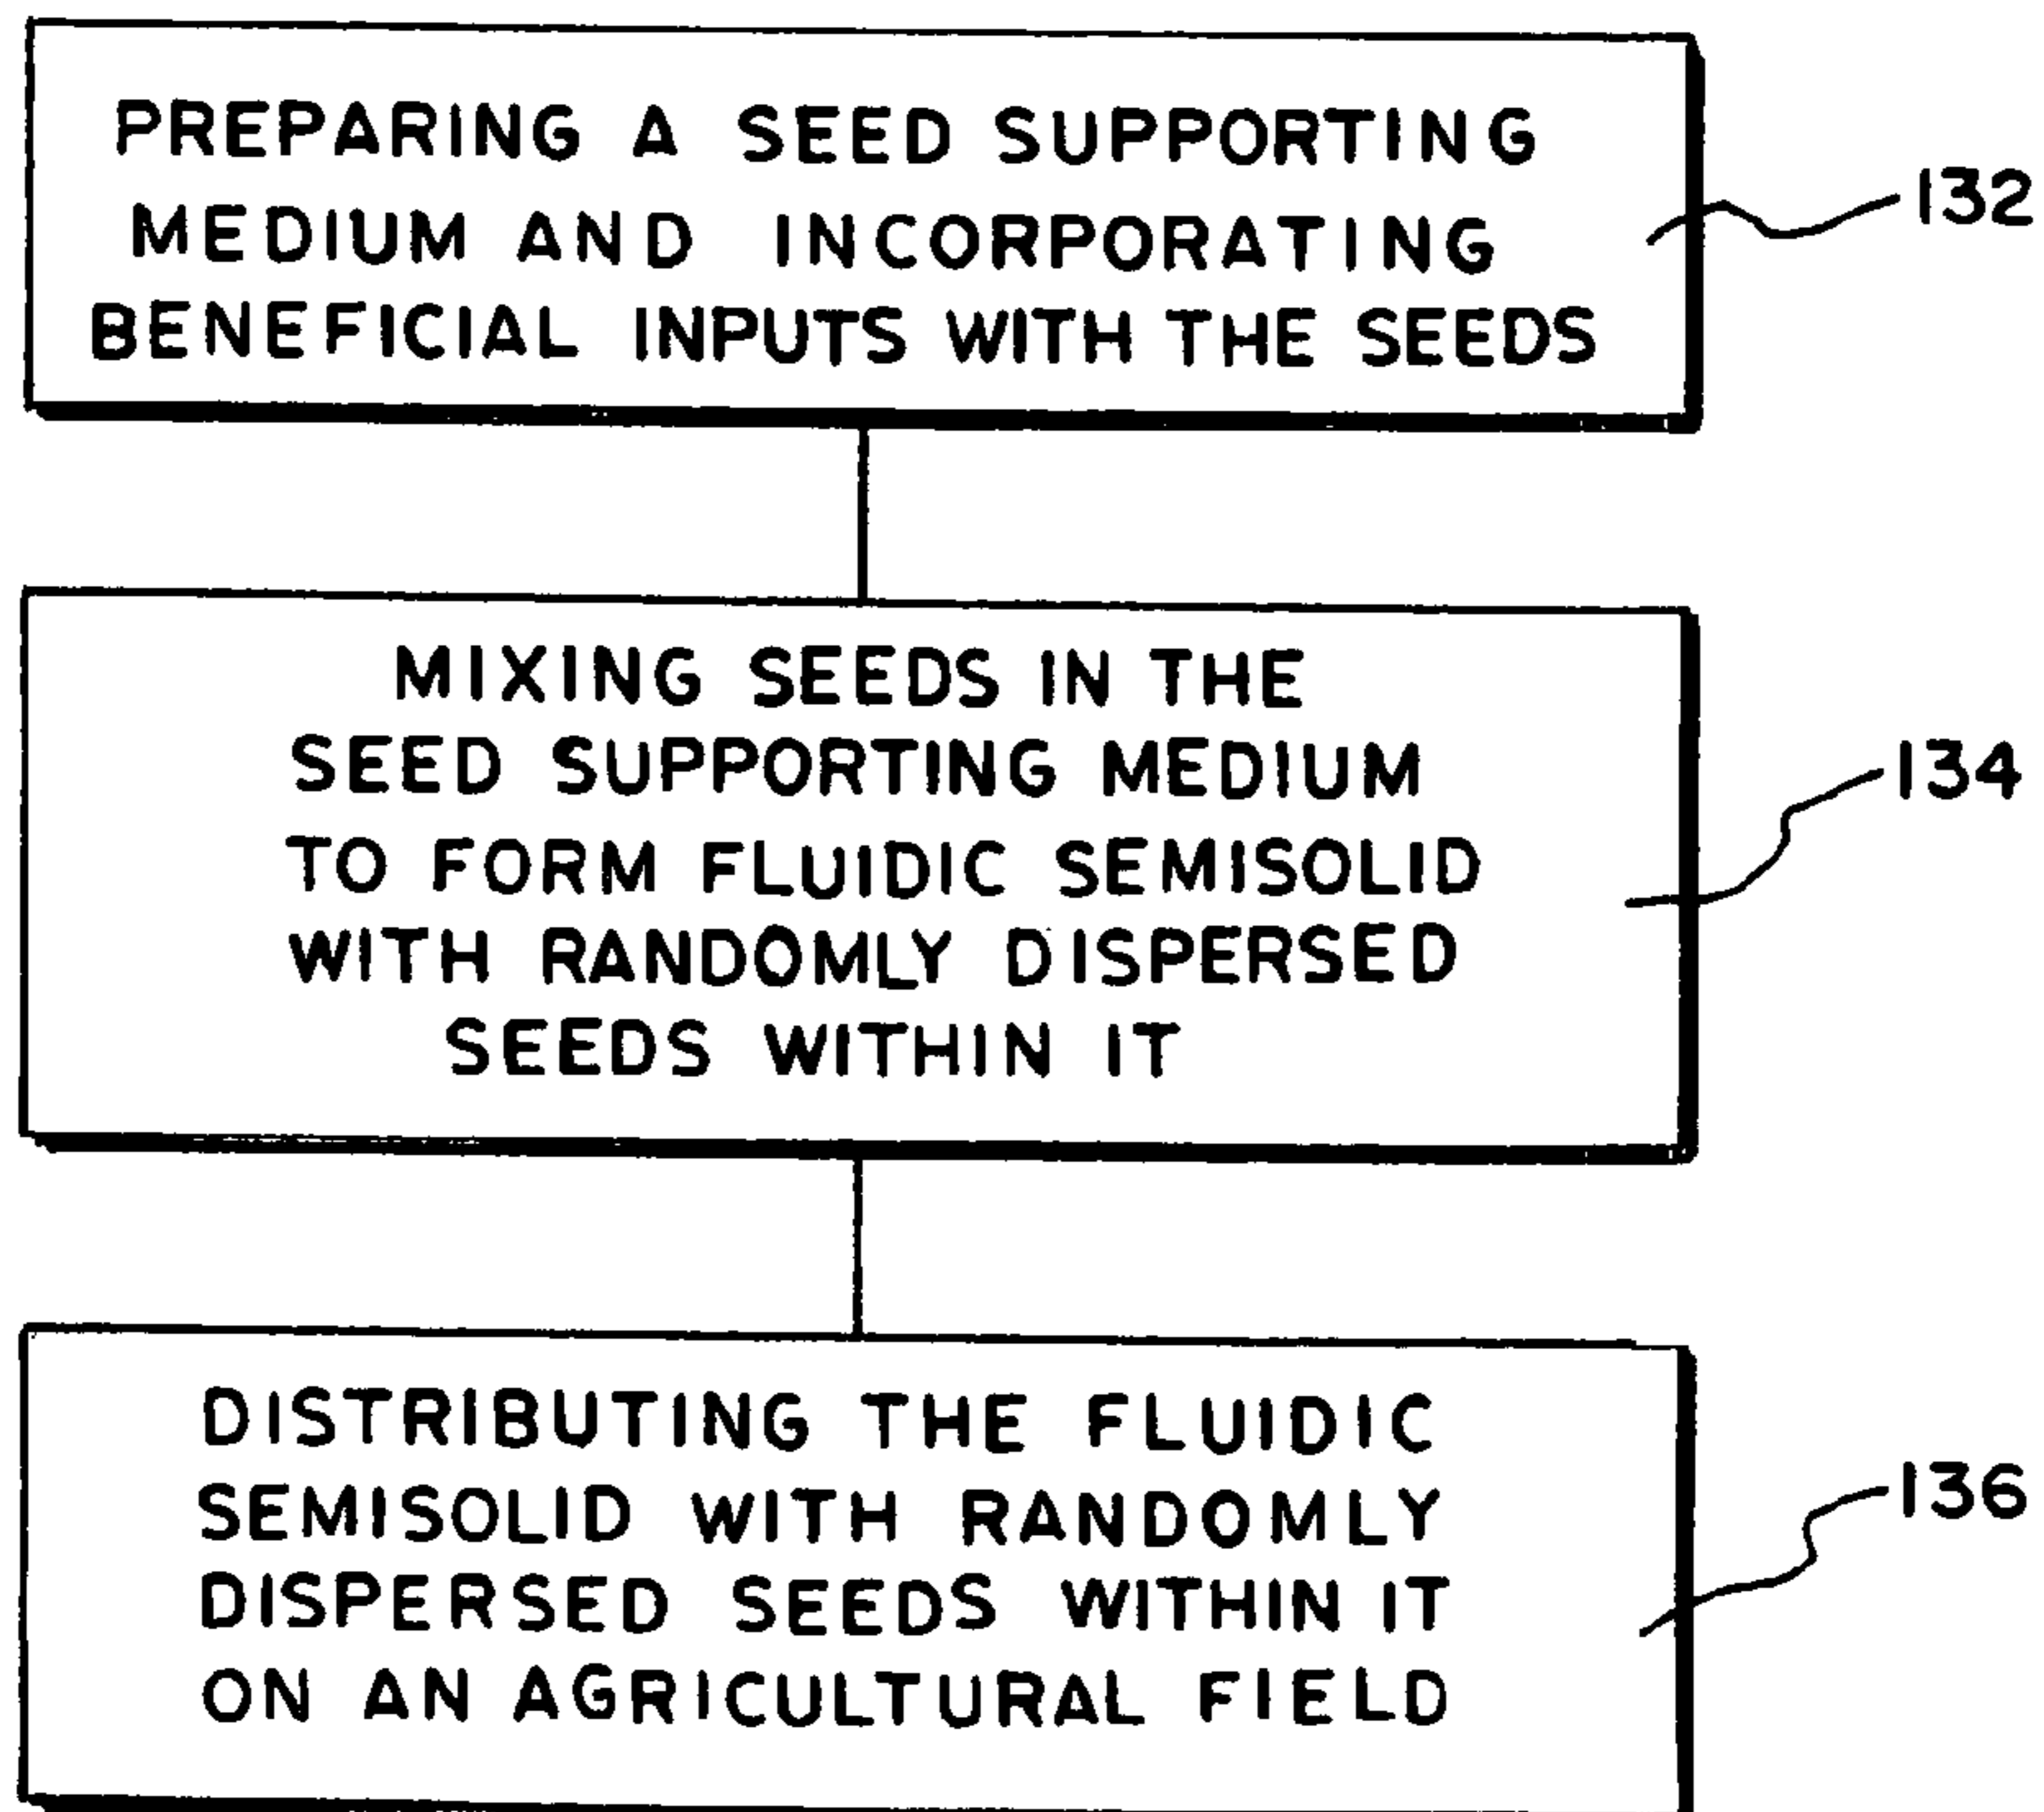 PREPARING A SEED SUPPORTING
MEDIUM AND INCORPORATING
BENEFICIAL INPUTS WITH THE SEEDS
132
MIXING SEEDS IN THE
SEED SUPPORTING MEDIUM
TO FORM FLUIDIC SEMISOLID
WITH RANDOMLY DISPERSED
SEEDS WITHIN IT
134
DISTRIBUTING THE FLUIDIC
SEMISOLID WITH RANDOMLY
DISPERSED SEEDS WITHIN IT
ON AN AGRICULTURAL FIELD
136